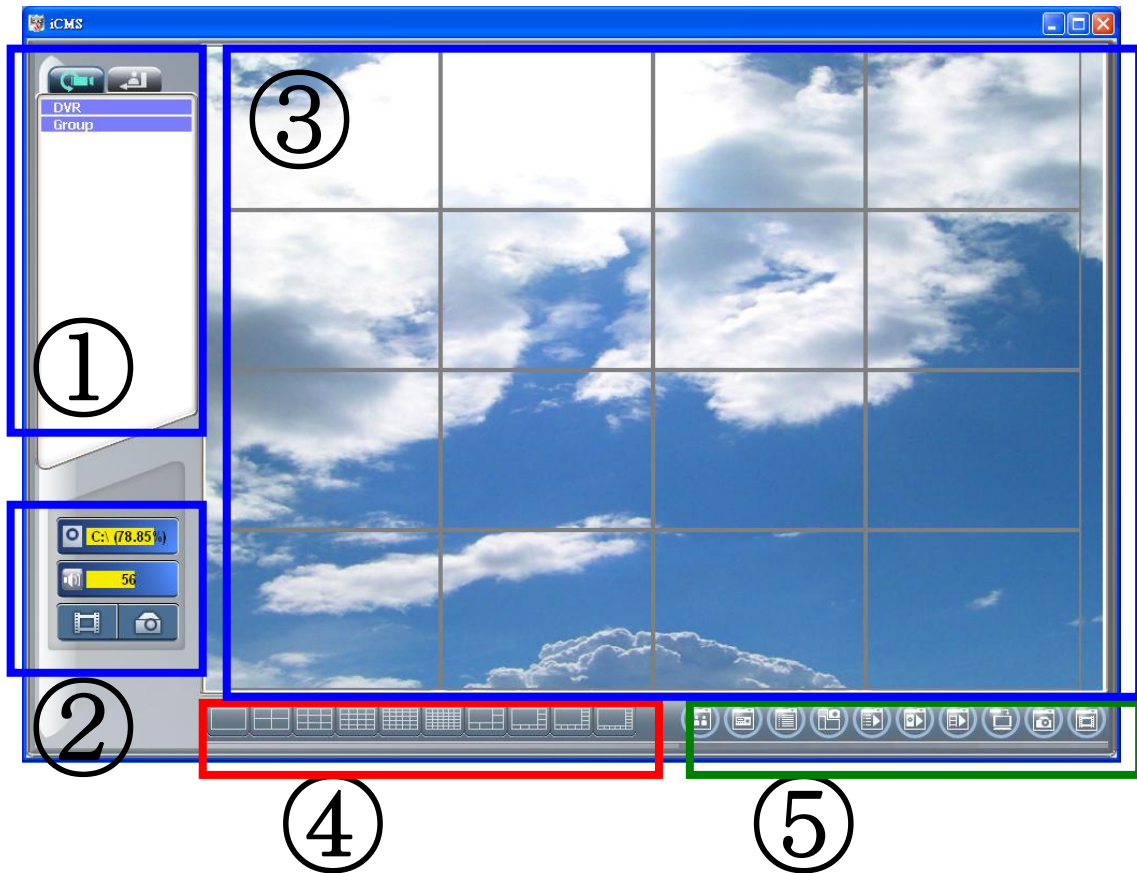 iCMS
DVR
Group
①
③
C:\ (78.85%)
56
②
④
⑤